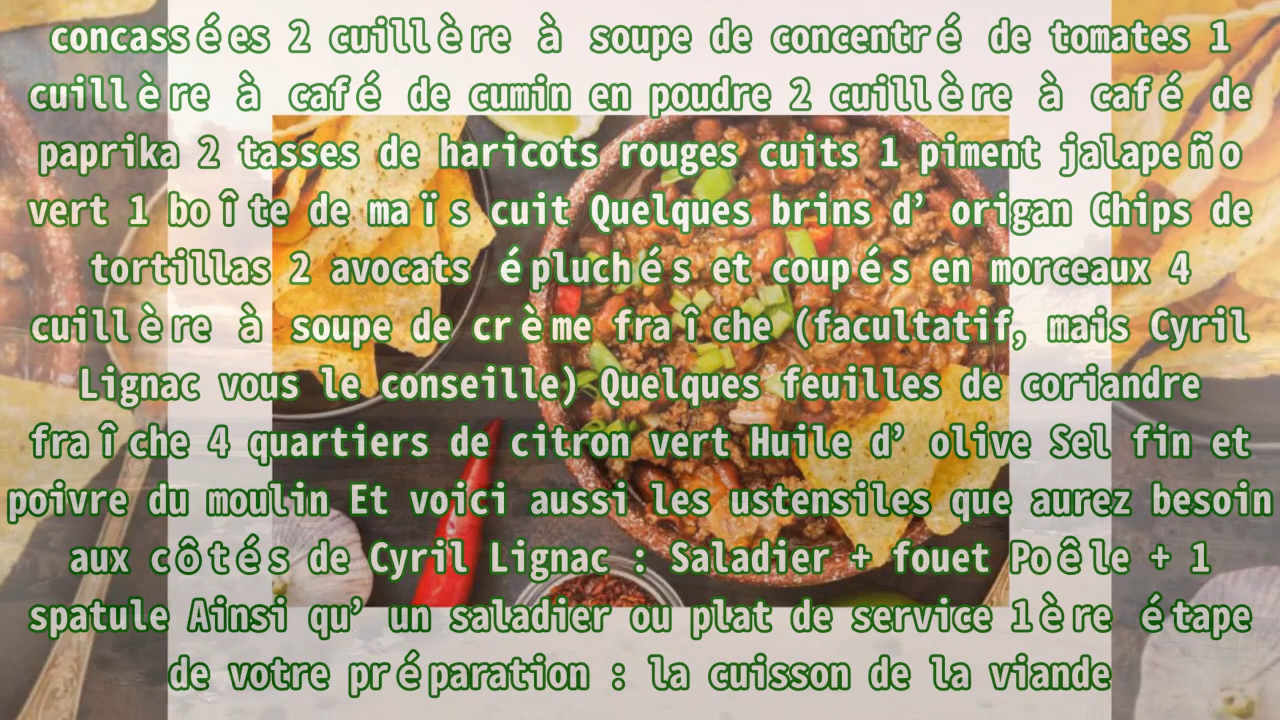 concassées 2 cuillère à soupe de concentré de tomates 1
cuillère à café de cumin en poudre 2 cuillère à café de
paprika 2 tasses de haricots rouges cuits 1 piment jalapeño
vert 1 boîte de maïs cuit Quelques brins d’ origan Chips de
tortillas 2 avocats épluchés et coupés en morceaux 4
cuillère à soupe de crème fraîche (facultatif, mais Cyril
Lignac vous le conseille) Quelques feuilles de coriandre
fraîche 4 quartiers de citron vert Huile d’ olive Sel fin et
poivre du moulin Et voici aussi les ustensiles que aurez besoin
aux côtés de Cyril Lignac : Saladier + fouet Poêle + 1
spatule Ainsi qu’ un saladier ou plat de service 1ère étape
de votre préparation : la cuisson de la viande